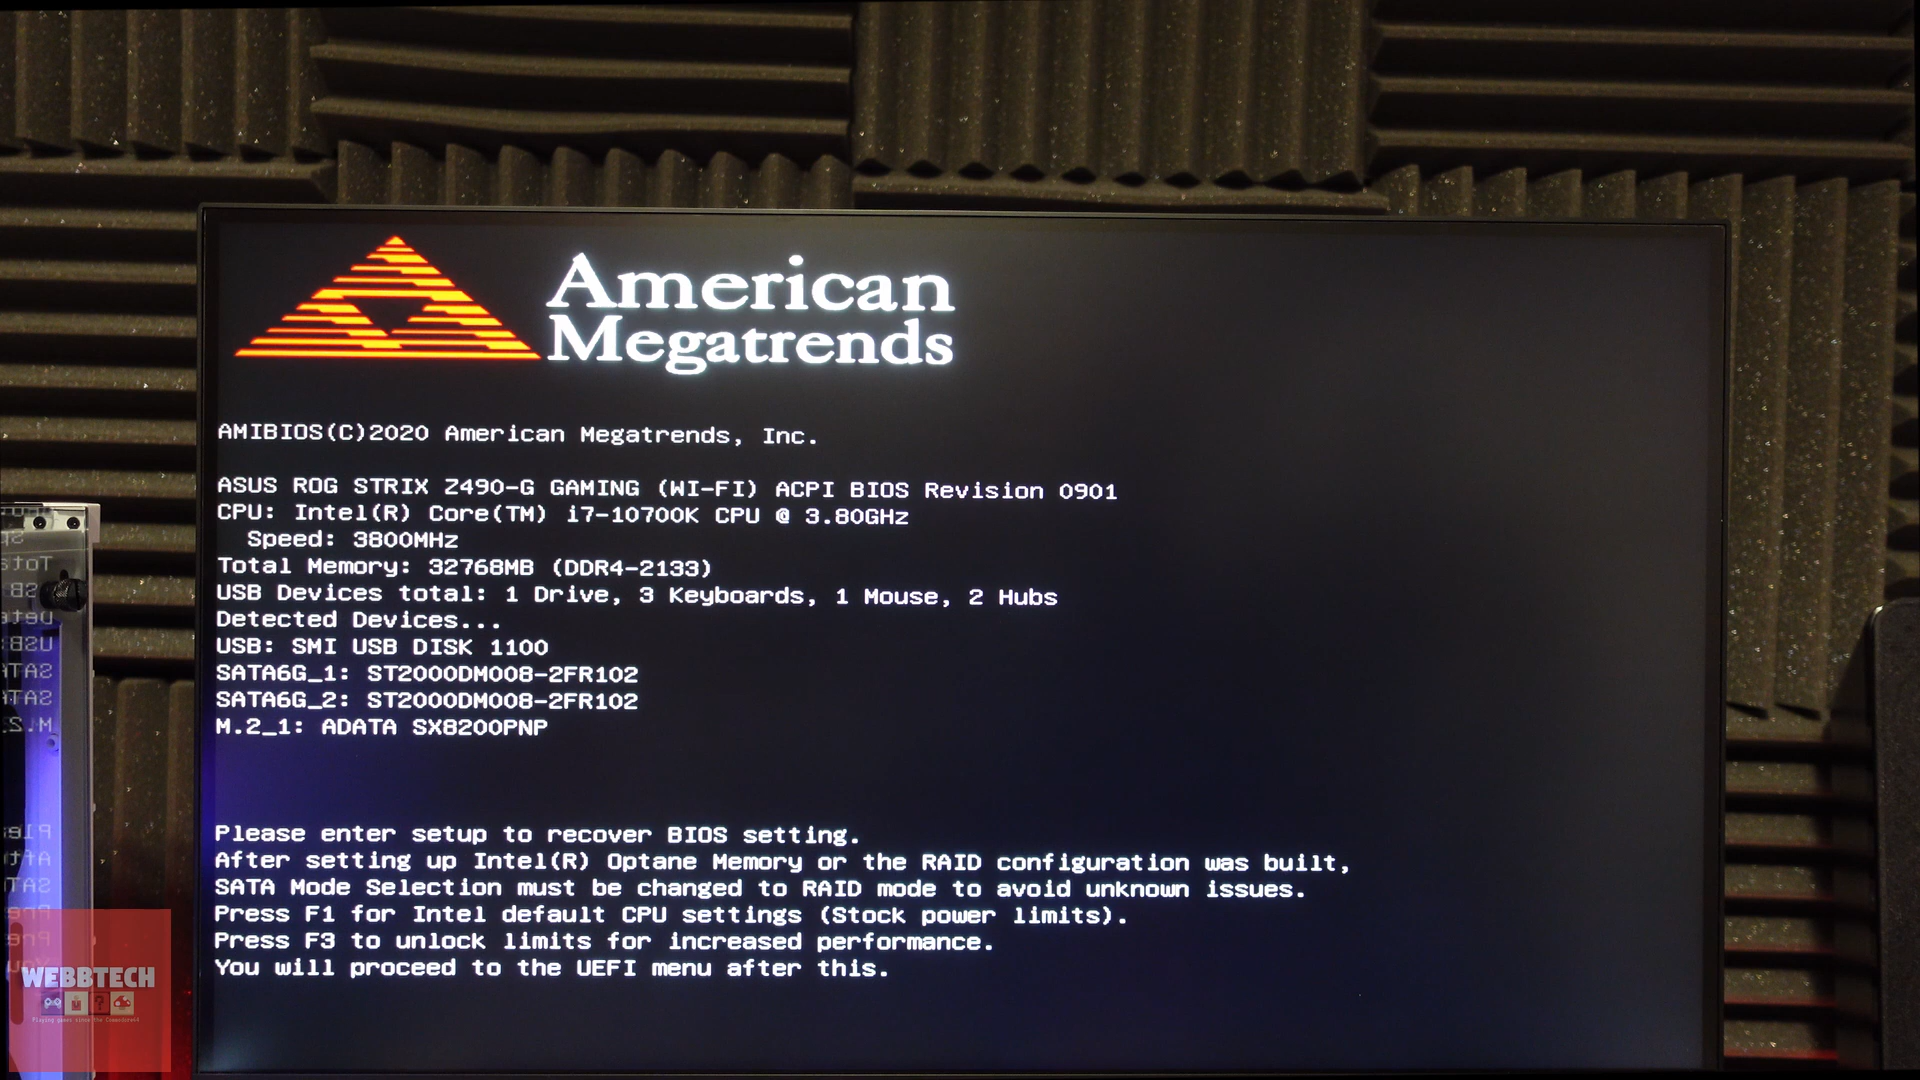 American
Megatrends
AMIBIOS(C)2020 American Megatrends, Inc.
ASUS ROG STRIX Z490-G GAMING (WI-FI) ACPI BIOS Revision 0901
CPU: Intel(R) Core(TM) i7-10700K CPU @ 3.80GHz
Speed: 3800MHz
Total Memory: 32768MB (DDR4-2133)
USB Devices total: 1 Drive, 3 Keyboards, 1 Mouse, 2 Hubs
Detected Devices...
USB: SMI USB DISK 1100
SATA6G_1: ST2000DM008-2FR102
SATA6G_2: ST2000DM008-2FR102
M.2_1: ADATA SX8200PNP
Please enter setup to recover BIOS setting.
After setting up Intel(R) Optane Memory or the RAID configuration was built,
SATA Mode Selection must be changed to RAID mode to avoid unknown issues.
Press F1 for Intel default CPU settings (Stock power limits).
Press F3 to unlock limits for increased performance.
You will proceed to the UEFI menu after this.
WEBBTECH